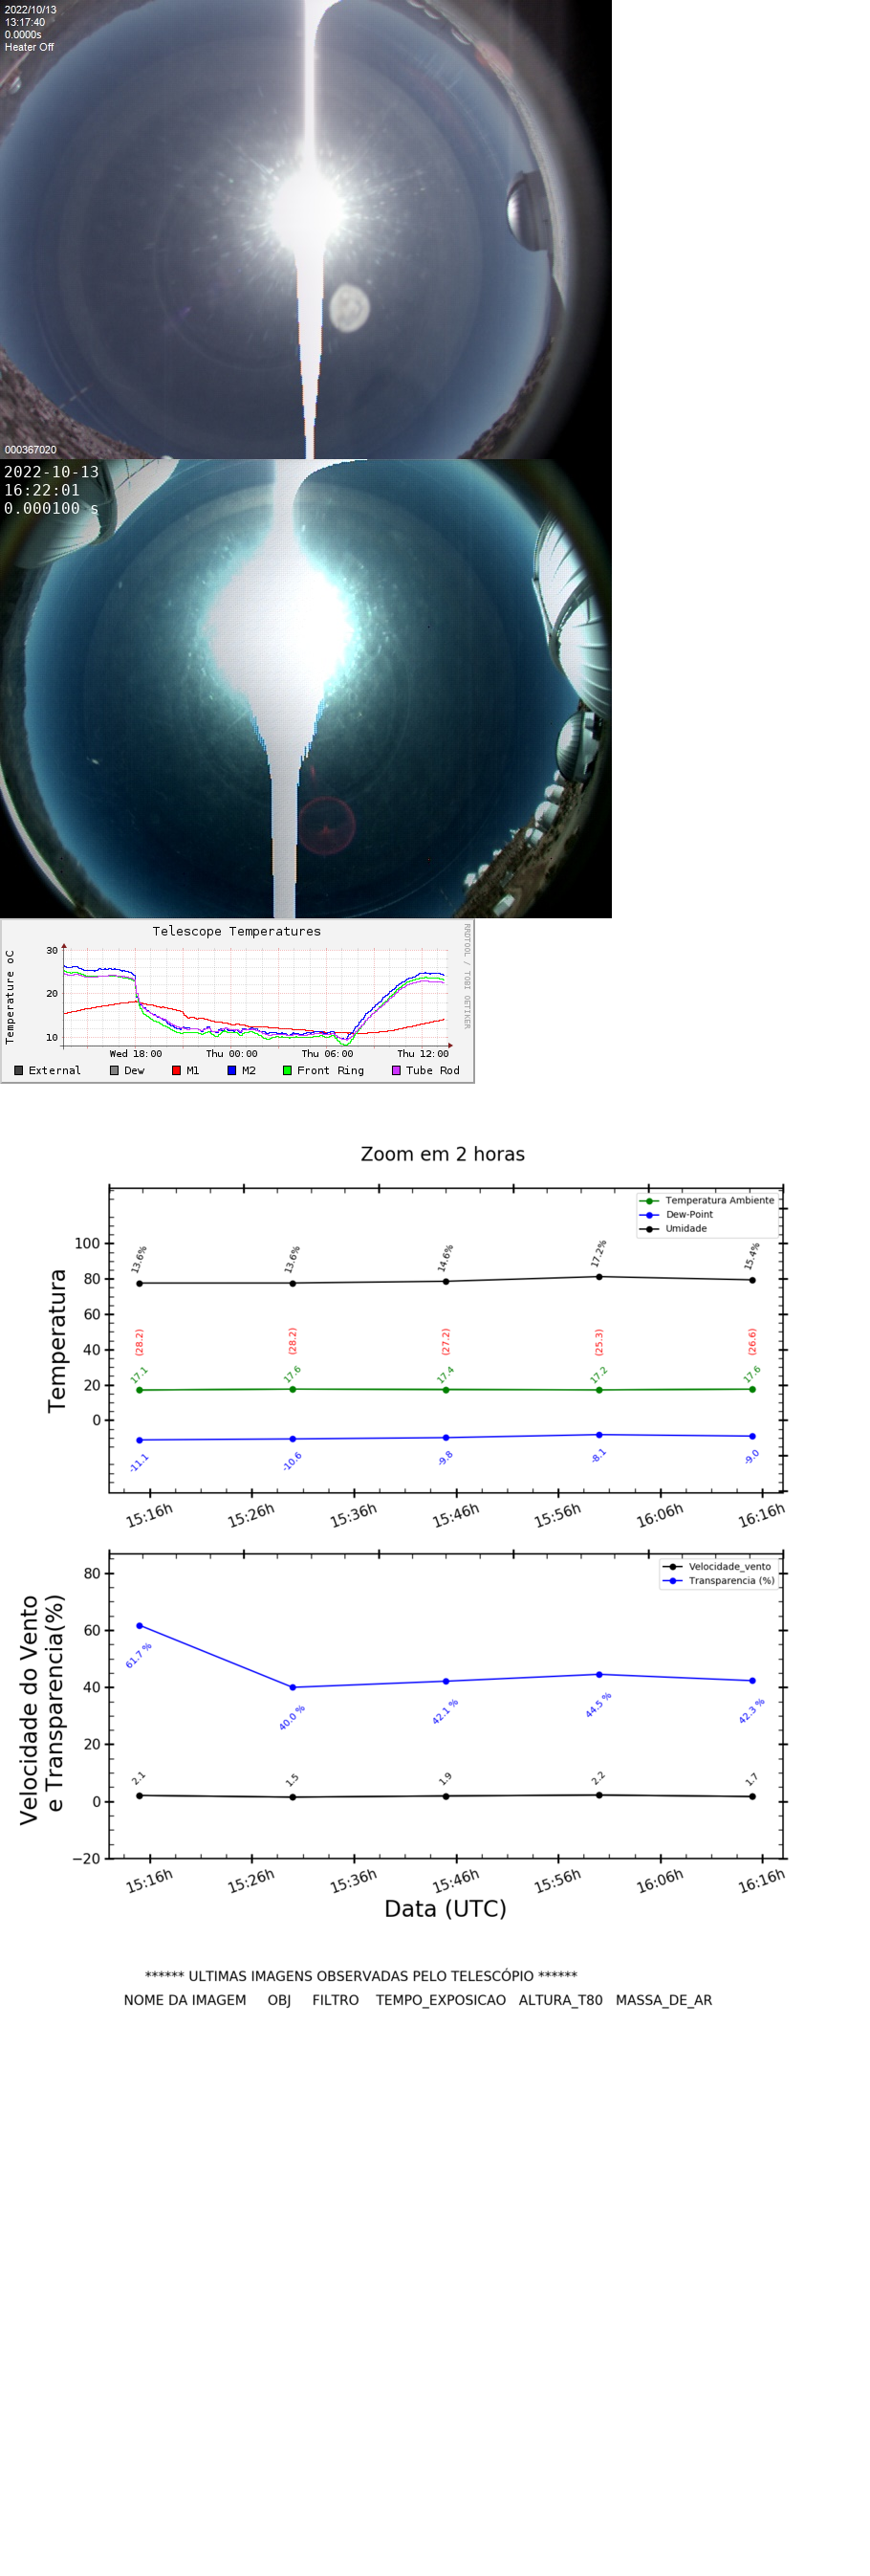 2022/10/13
13:17:40
0.0000s
Heater Off
000367020
2022-10-13
16:22:01
0.000100 s
Telescope Temperatures
RRDTOOL / TOBI OETIKER
Temperature oC
30
20
10
Wed 18:00 Thu 00:00 Thu 06:00 Thu 12:00
External Dew M1 M2 Front Ring Tube Rod
Zoom em 2 horas
Temperatura
Temperatura Ambiente
Dew-Point
Umidade
100
80
60
40
20
0
13.6% 13.6% 14.6% 17.2% 15.4%
(28.2) (28.2) (27.2) (25.3) (26.6)
17.1 17.6 17.4 17.2 17.6
-11.1 -10.6 -9.8 -8.1 -9.0
15:16h 15:26h 15:36h 15:46h 15:56h 16:06h 16:16h
Velocidade do Vento
e Transparencia(%)
Velocidade_vento
Transparencia (%)
80
60
40
20
0
−20
61.7 % 40.0 % 42.1 % 44.5 % 42.3 %
2.1 1.5 1.9 2.2 1.7
15:16h 15:26h 15:36h 15:46h 15:56h 16:06h 16:16h
Data (UTC)
****** ULTIMAS IMAGENS OBSERVADAS PELO TELESCÓPIO ******
NOME DA IMAGEM OBJ FILTRO TEMPO_EXPOSICAO ALTURA_T80 MASSA_DE_AR